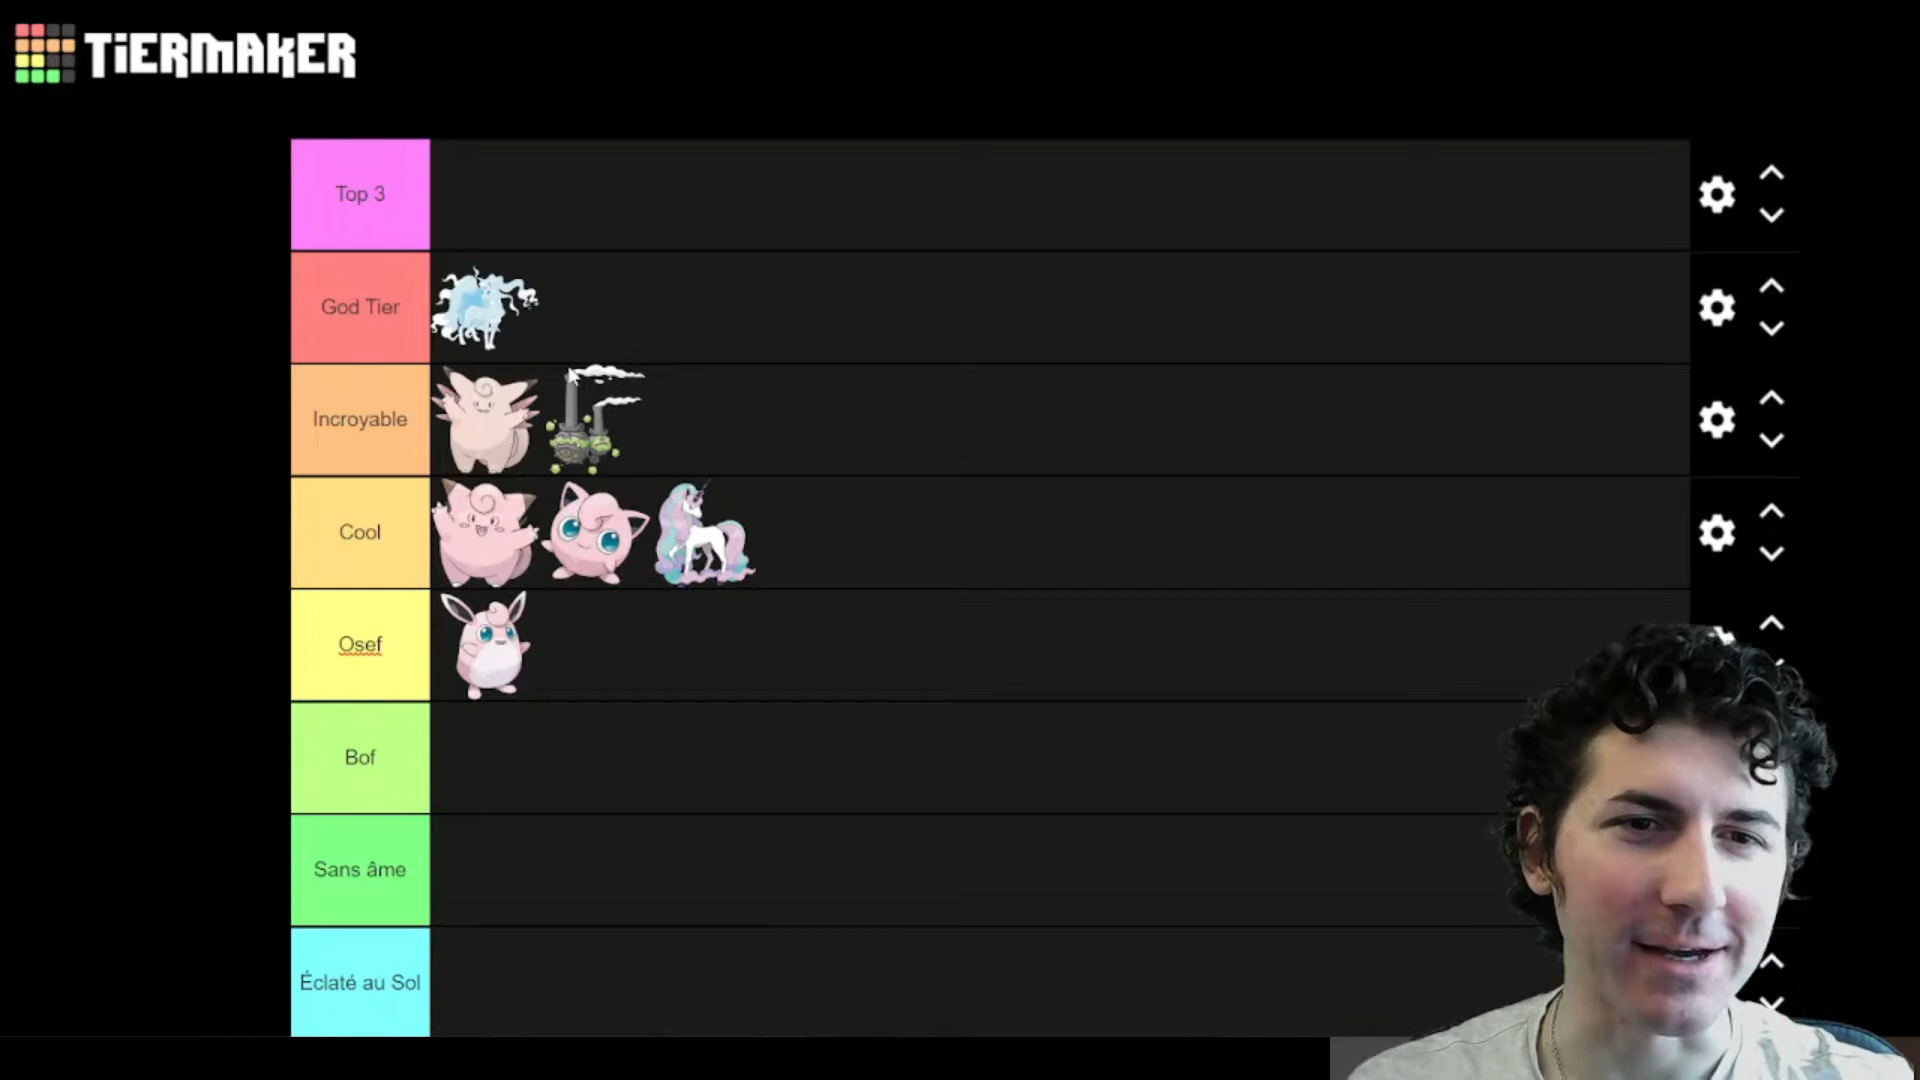 TiERMAKER
Top 3
God Tier
Incroyable
Cool
Osef
Bof
Sans âme
Éclaté au Sol